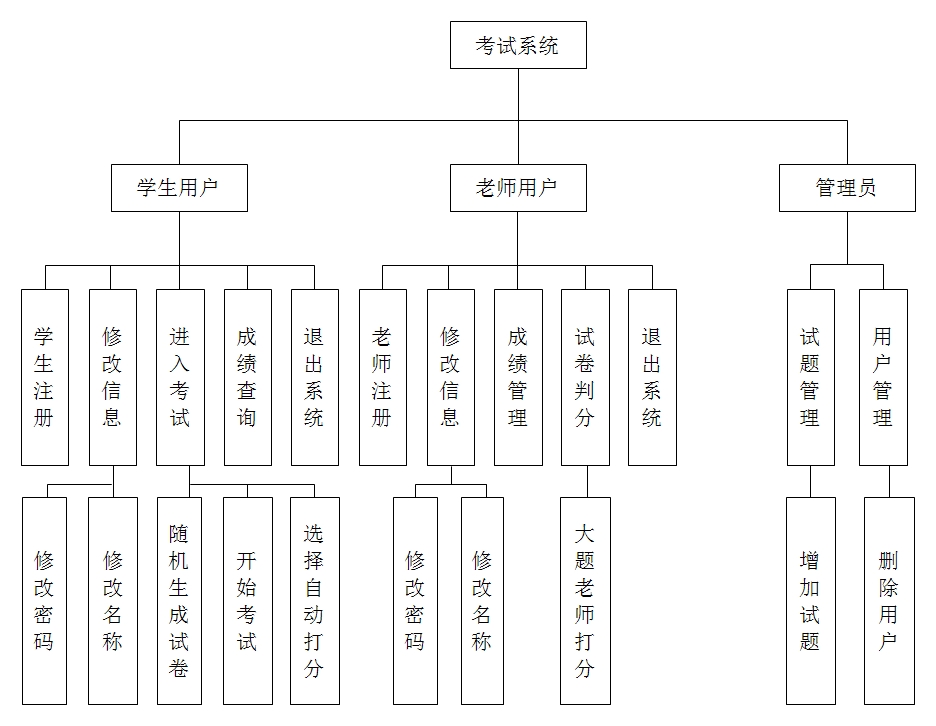 考试系统
学生用户
老师用户
管理员
学生注册
修改信息
进入考试
成绩查询
退出系统
老师注册
修改信息
成绩管理
试卷判分
退出系统
试题管理
用户管理
修改密码
修改名称
随机生成试卷
开始考试
选择自动打分
修改密码
修改名称
大题老师打分
增加试题
删除用户